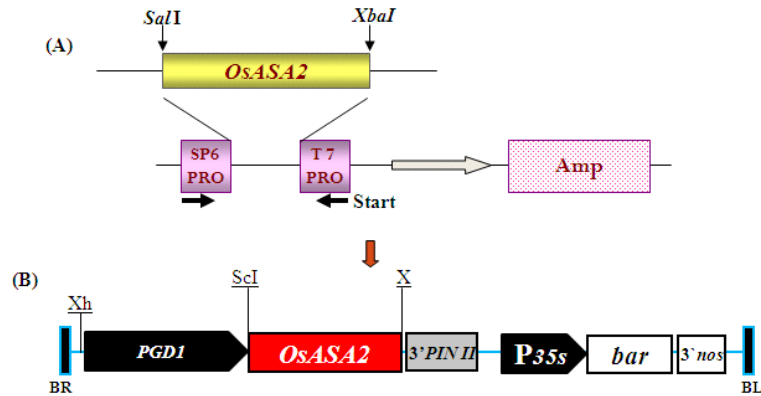 SalI XbaI
(A)
OsASA2
SP6 PRO
T 7 PRO
Amp
Start
(B)
Xh ScI X
PGD1 OsASA2 3'PIN II P35s bar 3`nos
BR BL